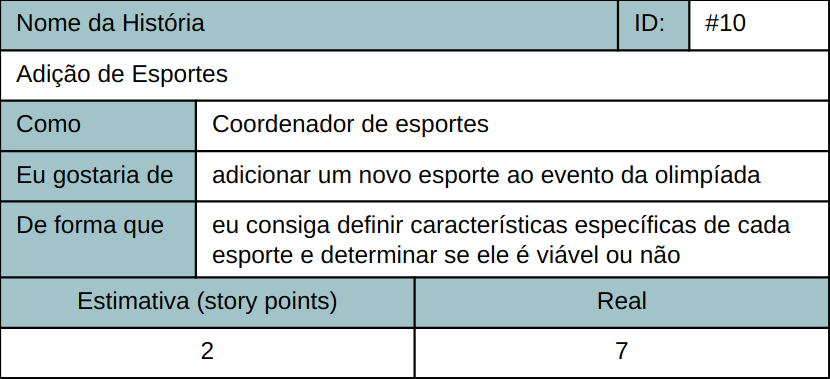 Nome da História ID: #10
Adição de Esportes
Como Coordenador de esportes
Eu gostaria de adicionar um novo esporte ao evento da olimpíada
De forma que eu consiga definir características específicas de cada
esporte e determinar se ele é viável ou não
Estimativa (story points) Real
2 7